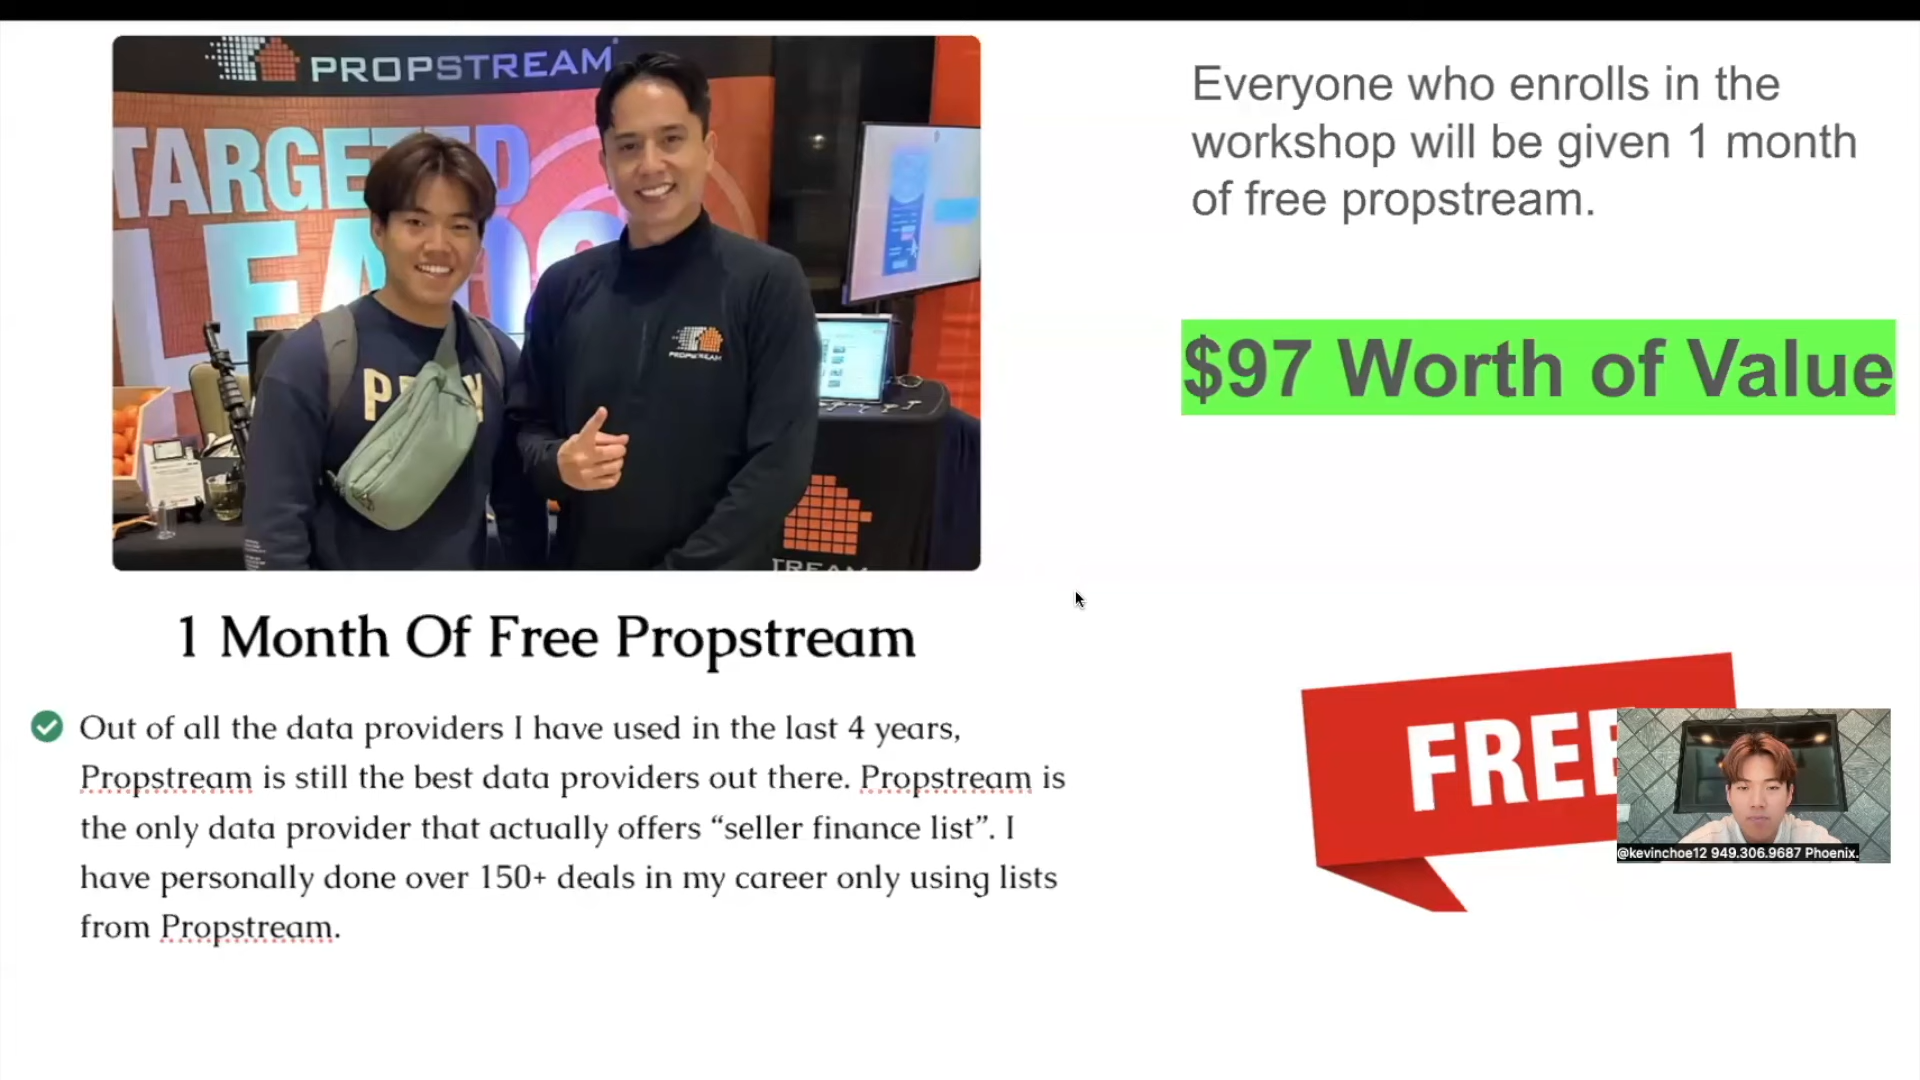 PROPSTREAM
TARGETED
LEADS
PROPSTREAM
Everyone who enrolls in the
workshop will be given 1 month
of free propstream.
$97 Worth of Value
1 Month Of Free Propstream
Out of all the data providers I have used in the last 4 years,
Propstream is still the best data providers out there. Propstream is
the only data provider that actually offers “seller finance list”. I
have personally done over 150+ deals in my career only using lists
from Propstream.
FREE
@kevinchoe12 949.306.9687 Phoenix.